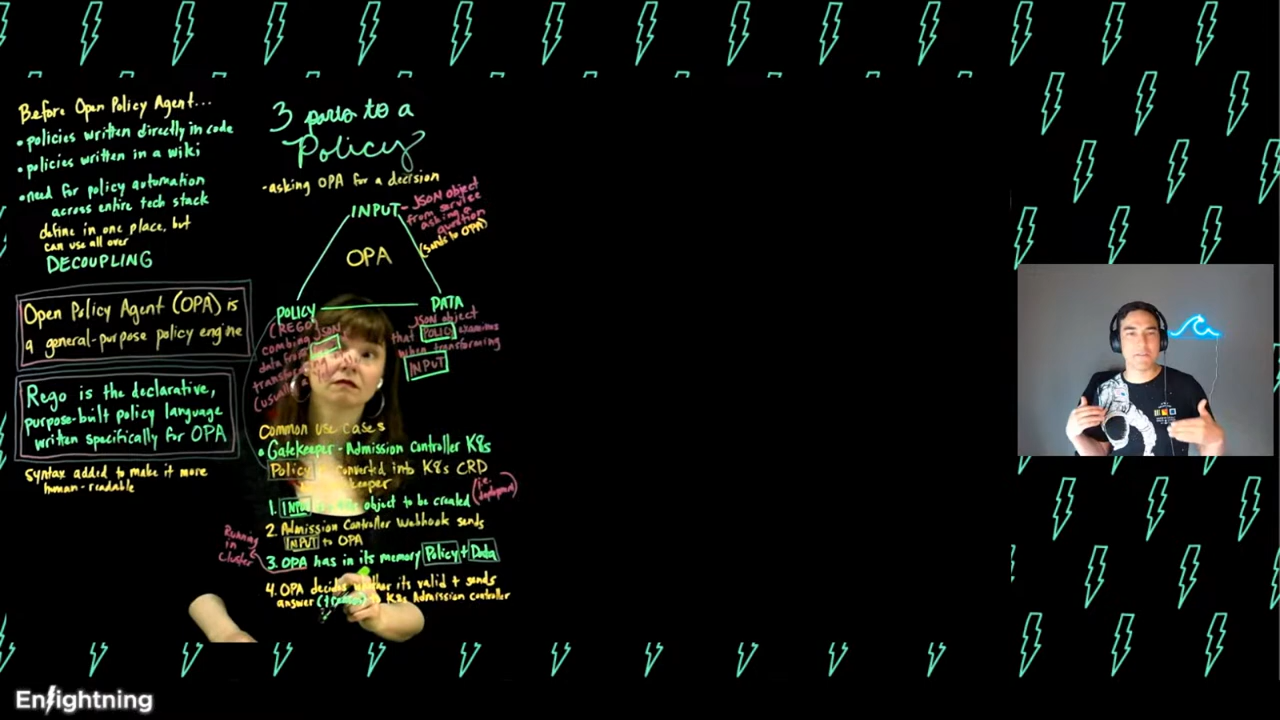 Before Open Policy Agent...
• policies written directly in code
• policies written in a wiki
• need for policy automation
across entire tech stack
define in one place, but
can use all over
DECOUPLING
Open Policy Agent (OPA) is
a general-purpose policy engine
Rego is the declarative,
purpose-built policy language
written specifically for OPA
Syntax added to make it more
human-readable
3 parts to a
Policy
- asking OPA for a decision
INPUT - JSON object
from service
asking a
question
(sends to OPA)
OPA
POLICY
(REGO)
combining JSON
data from
(usually
DATA
JSON object
that POLICY examines
when transforming
INPUT
Common use cases
• Gatekeeper - Admission Controller K8s
Policy converted into K8s CRD
1. INPUT object to be created (i.e. deployment)
2. Admission Controller Webhook sends
INPUT to OPA
Running
in
Cluster
3. OPA has in its memory Policy + Data
4. OPA decides whether its valid + sends
answer to K8s Admission Controller
Enlightning